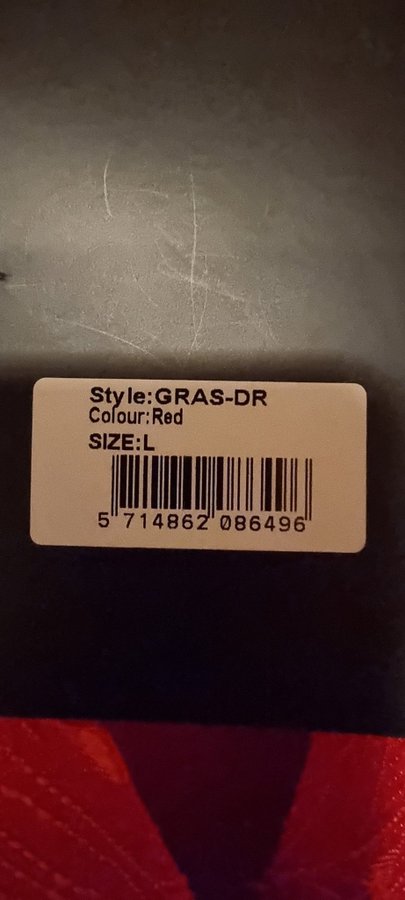 Style:GRAS-DR
Colour:Red
SIZE:L
5 714862 086496